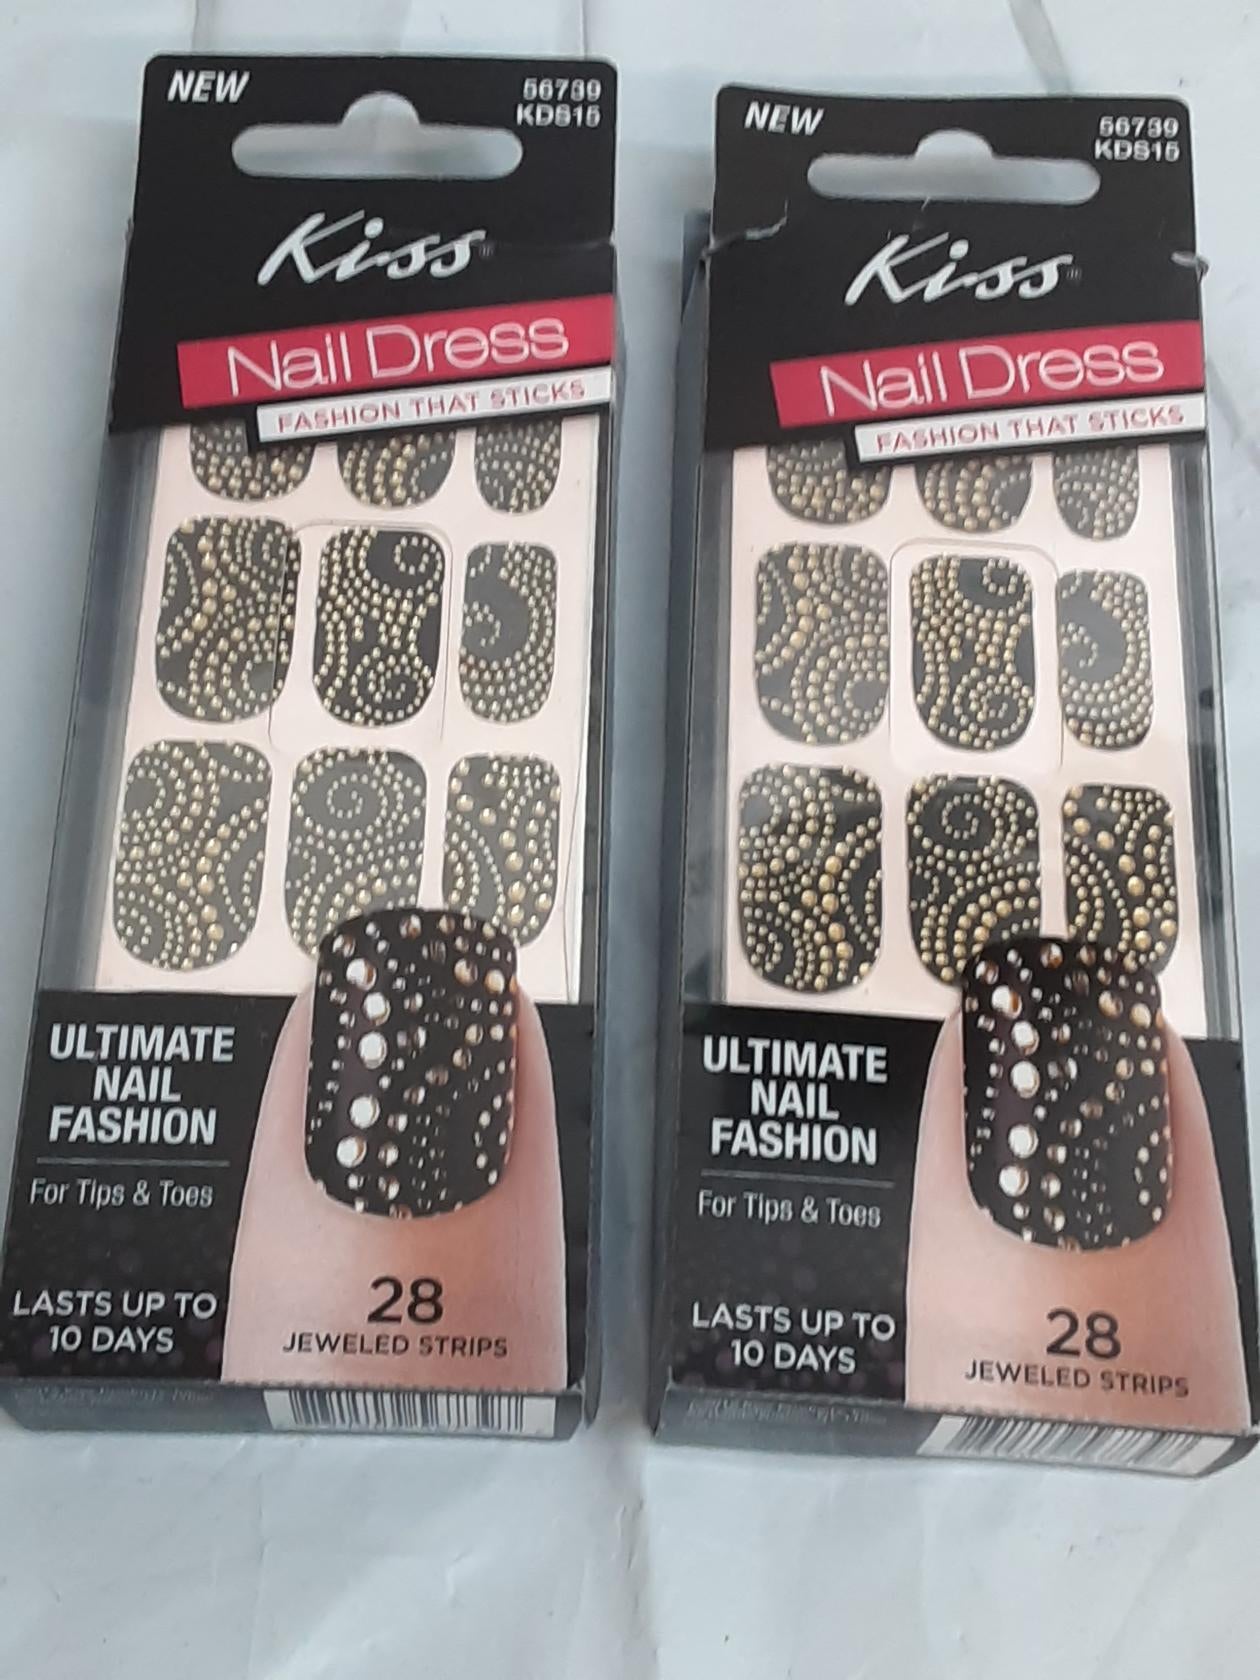 NEW
56739
KDS15
Kiss
Nail Dress
FASHION THAT STICKS
ULTIMATE
NAIL
FASHION
For Tips & Toes
LASTS UP TO
10 DAYS
28
JEWELED STRIPS
NEW
56739
KDS15
Kiss
Nail Dress
FASHION THAT STICKS
ULTIMATE
NAIL
FASHION
For Tips & Toes
LASTS UP TO
10 DAYS
28
JEWELED STRIPS